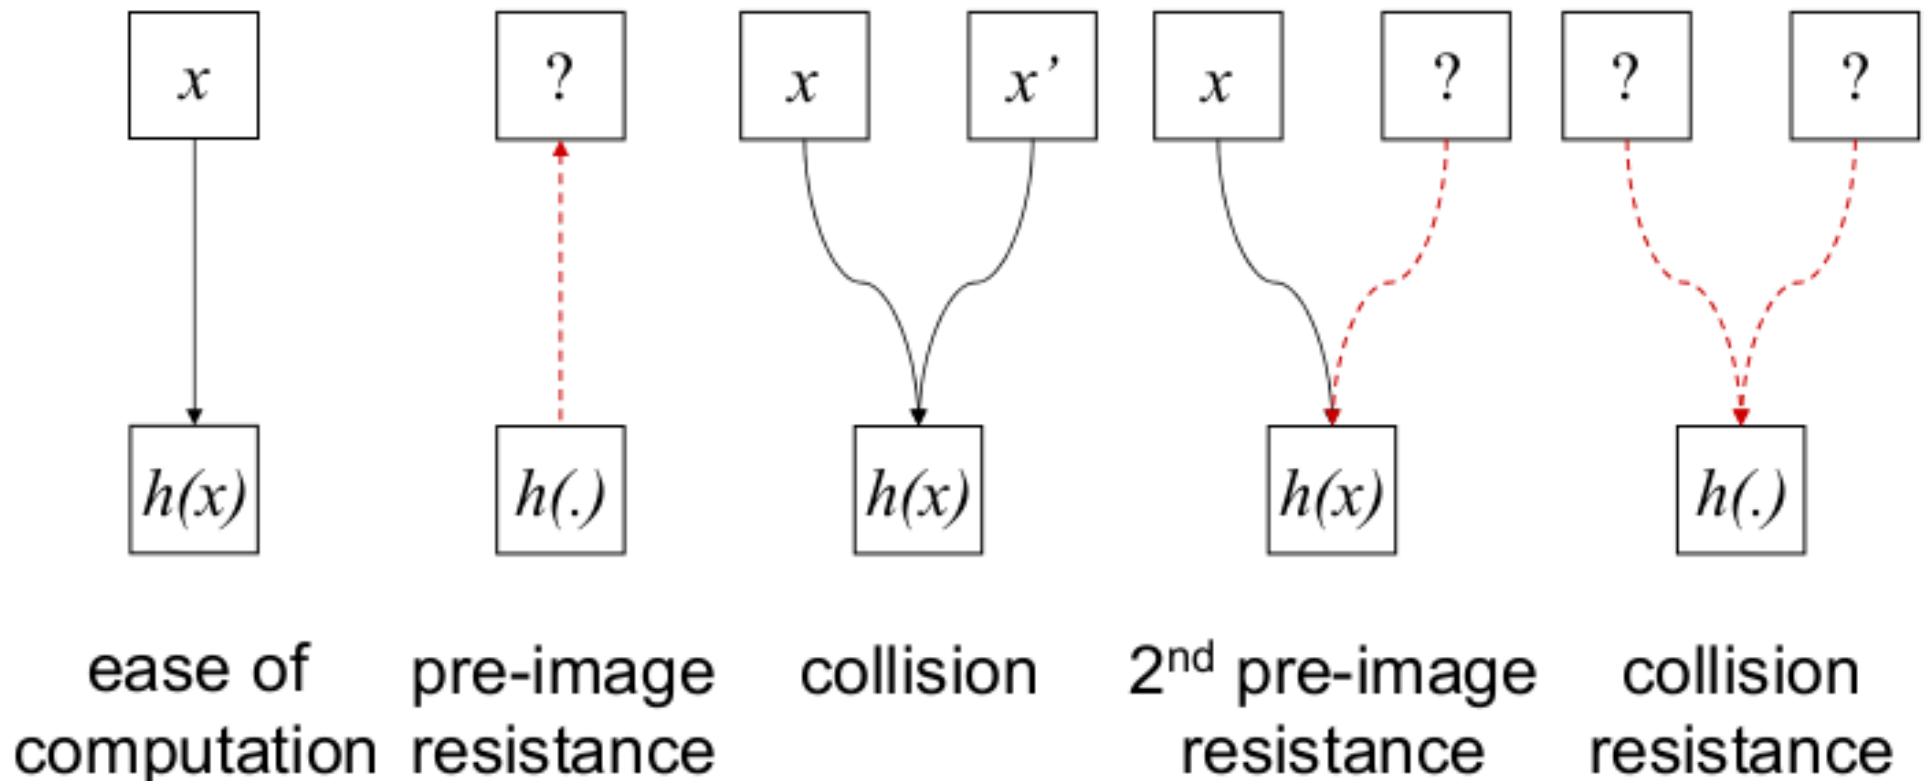 x ? x x’ x ? ? ?
h(x) h(.) h(x) h(x) h(.)
ease of computation
pre-image resistance
collision
2nd pre-image resistance
collision resistance